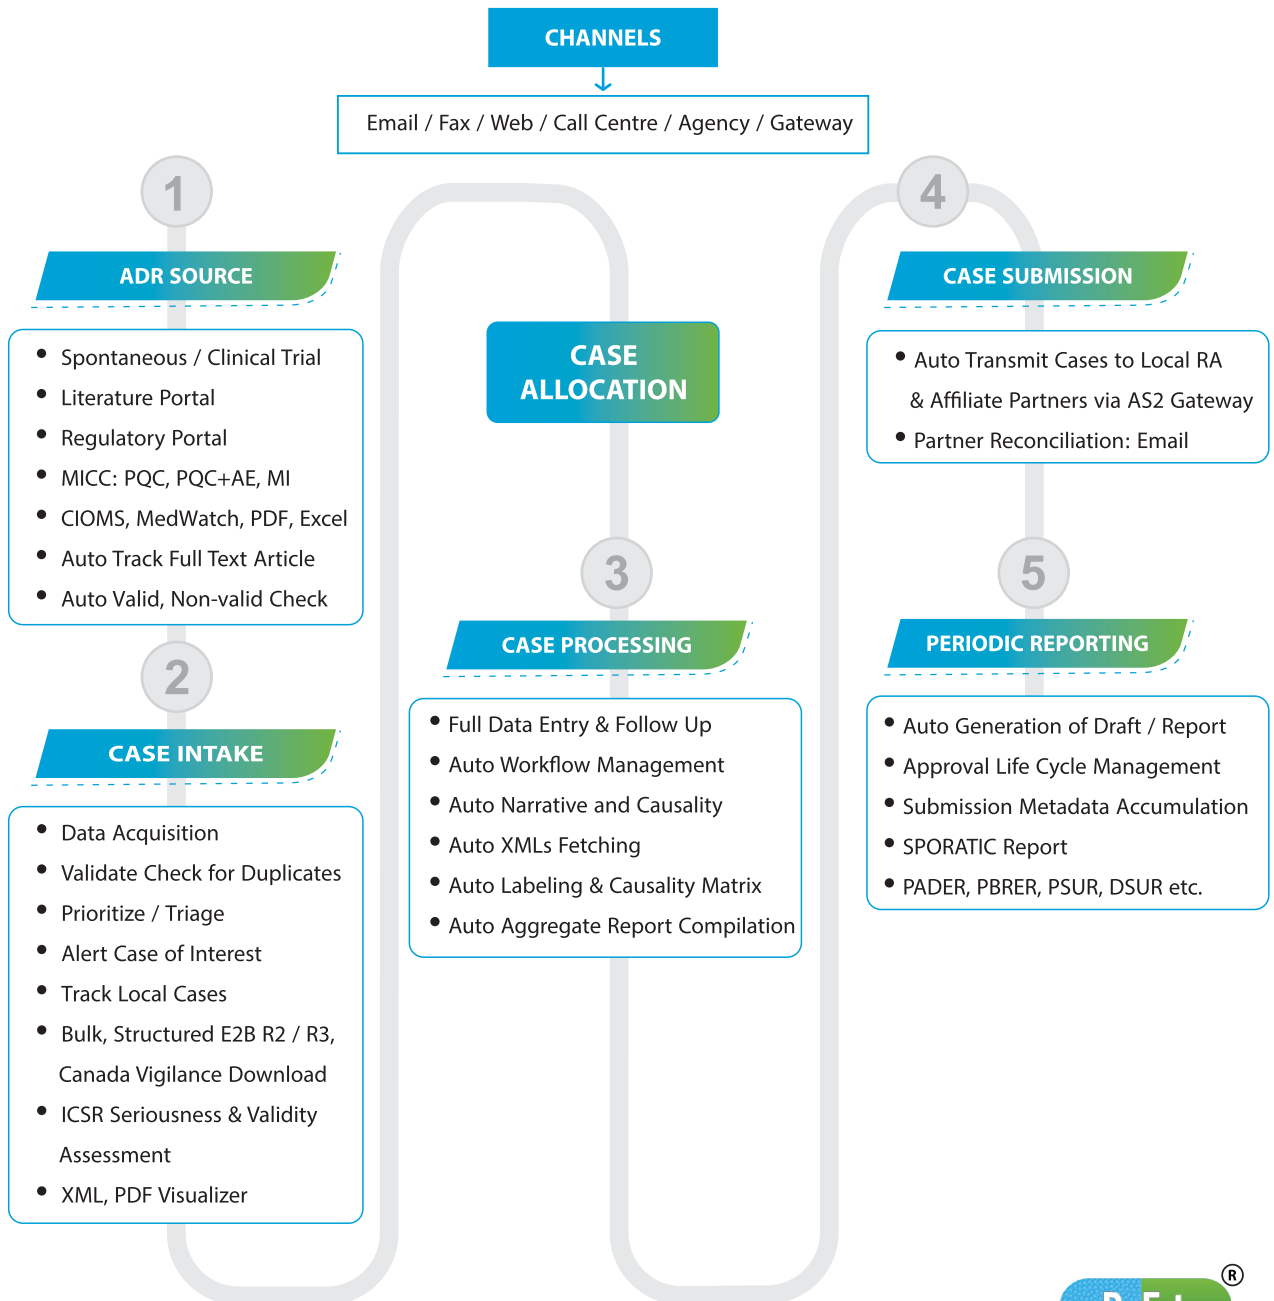 CHANNELS
Email / Fax / Web / Call Centre / Agency / Gateway
1
ADR SOURCE
• Spontaneous / Clinical Trial
• Literature Portal
• Regulatory Portal
• MICC: PQC, PQC+AE, MI
• CIOMS, MedWatch, PDF, Excel
• Auto Track Full Text Article
• Auto Valid, Non-valid Check
2
CASE INTAKE
• Data Acquisition
• Validate Check for Duplicates
• Prioritize / Triage
• Alert Case of Interest
• Track Local Cases
• Bulk, Structured E2B R2 / R3,
Canada Vigilance Download
• ICSR Seriousness & Validity
Assessment
• XML, PDF Visualizer
CASE
ALLOCATION
3
CASE PROCESSING
• Full Data Entry & Follow Up
• Auto Workflow Management
• Auto Narrative and Causality
• Auto XMLs Fetching
• Auto Labeling & Causality Matrix
• Auto Aggregate Report Compilation
4
CASE SUBMISSION
• Auto Transmit Cases to Local RA
& Affiliate Partners via AS2 Gateway
• Partner Reconciliation: Email
5
PERIODIC REPORTING
• Auto Generation of Draft / Report
• Approval Life Cycle Management
• Submission Metadata Accumulation
• SPORATIC Report
• PADER, PBRER, PSUR, DSUR etc.
®